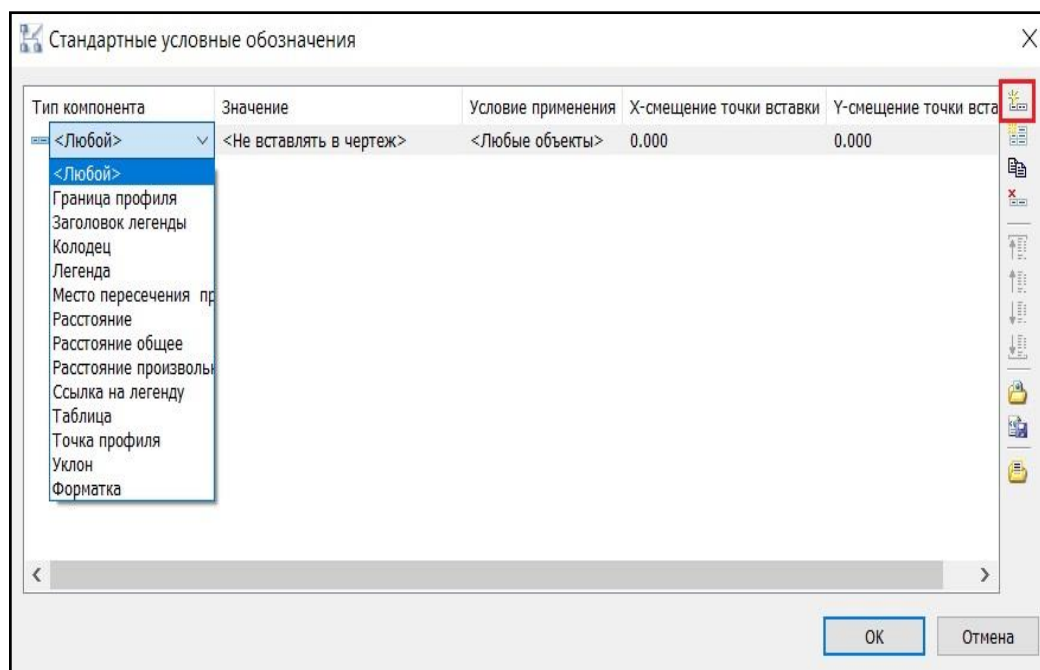 Стандартные условные обозначения
Тип компонента Значение Условие применения X-смещение точки вставки Y-смещение точки вста
<Любой> <Не вставлять в чертеж> <Любые объекты> 0.000 0.000
<Любой>
Граница профиля
Заголовок легенды
Колодец
Легенда
Место пересечения пр
Расстояние
Расстояние общее
Расстояние произвольн
Ссылка на легенду
Таблица
Точка профиля
Уклон
Форматка
OK Отмена